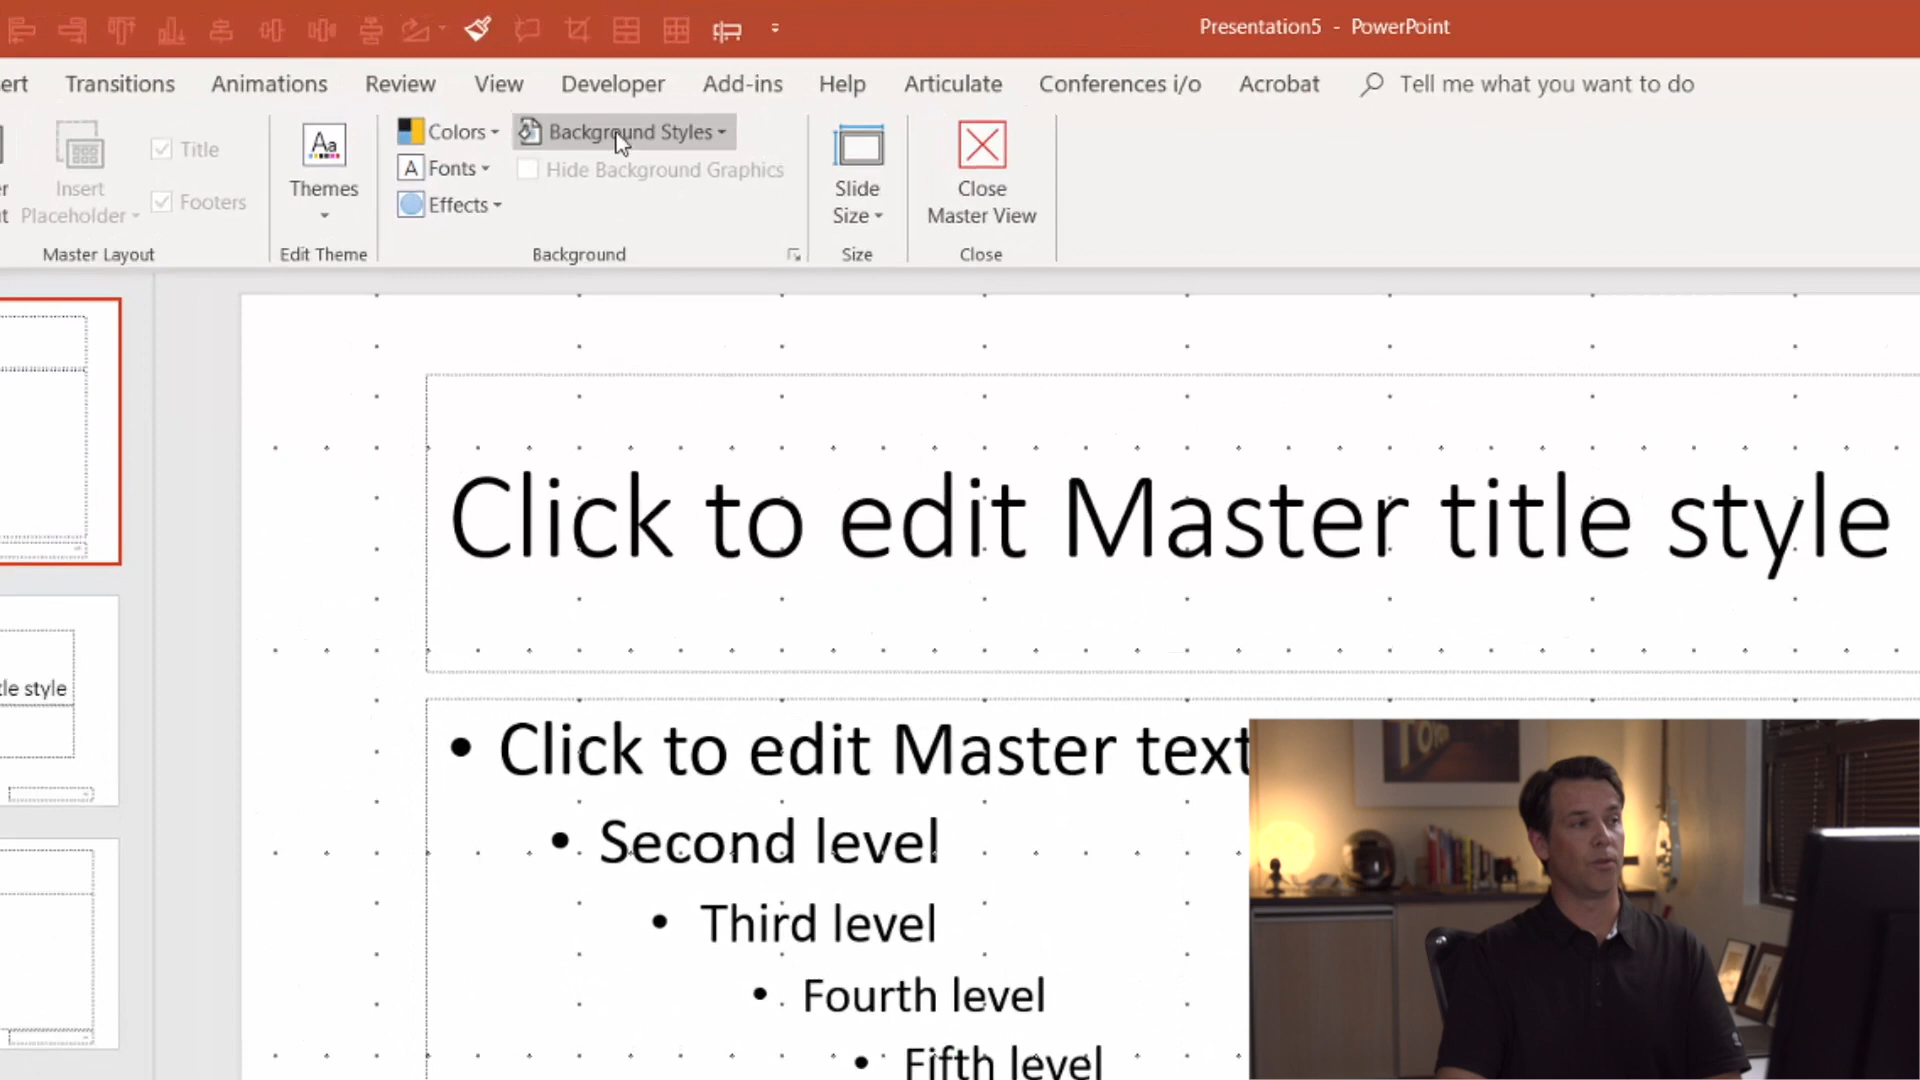 Presentation5 - PowerPoint
ert Transitions Animations Review View Developer Add-ins Help Articulate Conferences i/o Acrobat Tell me what you want to do
Colors Background Styles
Title
Aa
A Fonts Hide Background Graphics
er Insert Themes Slide Close
t Placeholder Footers Effects Size Master View
Master Layout Edit Theme Background Size Close
Click to edit Master title style
tle style
• Click to edit Master text
• Second level
• Third level
• Fourth level
• Fifth level